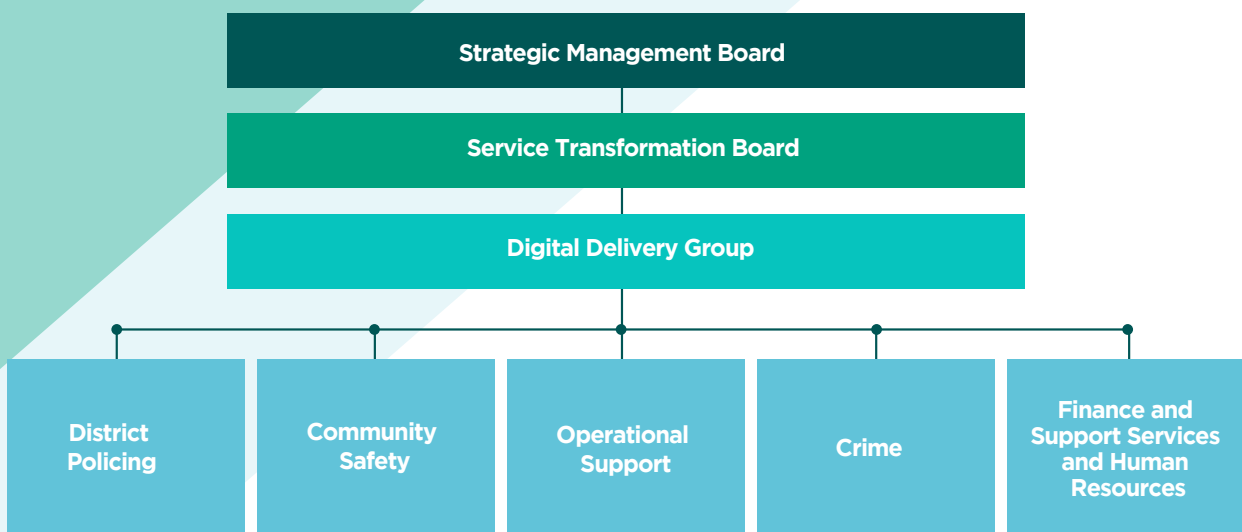 Strategic Management Board
Service Transformation Board
Digital Delivery Group
District
Policing
Community
Safety
Operational
Support
Crime
Finance and
Support Services
and Human
Resources